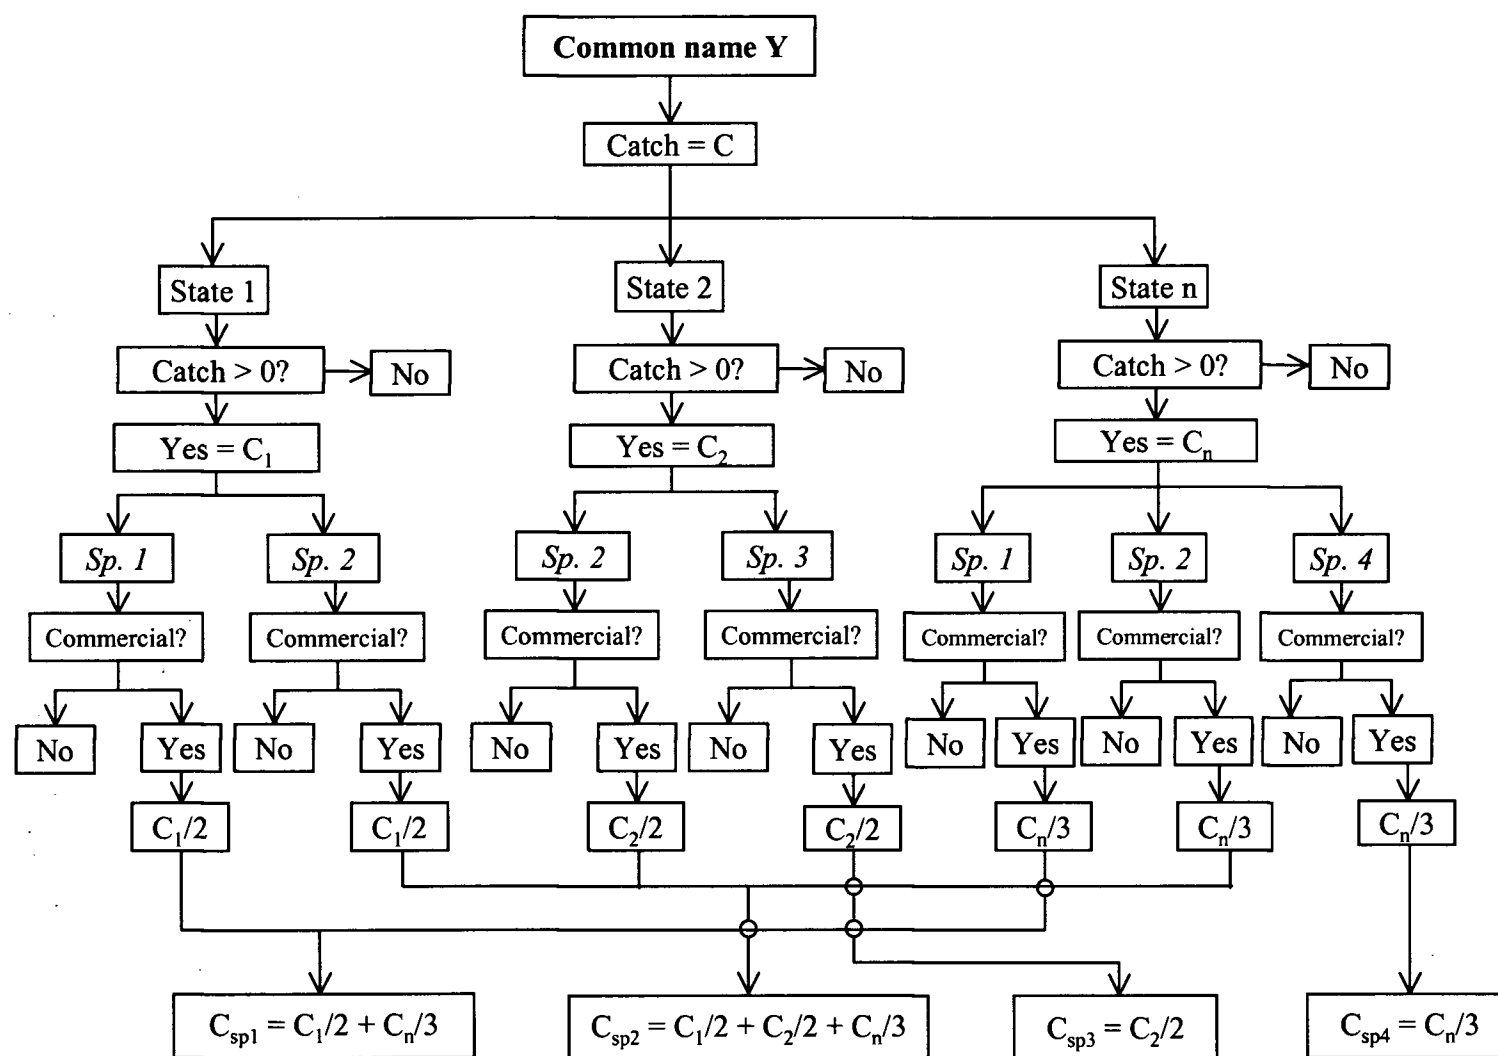 Common name Y
Catch = C
State 1
State 2
State n
Catch > 0?
No
Catch > 0?
No
Catch > 0?
No
Yes = C₁
Yes = C₂
Yes = Cₙ
Sp. 1
Sp. 2
Sp. 2
Sp. 3
Sp. 1
Sp. 2
Sp. 4
Commercial?
Commercial?
Commercial?
Commercial?
Commercial?
Commercial?
Commercial?
No
Yes
No
Yes
No
Yes
No
Yes
No
Yes
No
Yes
No
Yes
C₁/2
C₁/2
C₂/2
C₂/2
Cₙ/3
Cₙ/3
Cₙ/3
Csp1 = C₁/2 + Cₙ/3
Csp2 = C₁/2 + C₂/2 + Cₙ/3
Csp3 = C₂/2
Csp4 = Cₙ/3